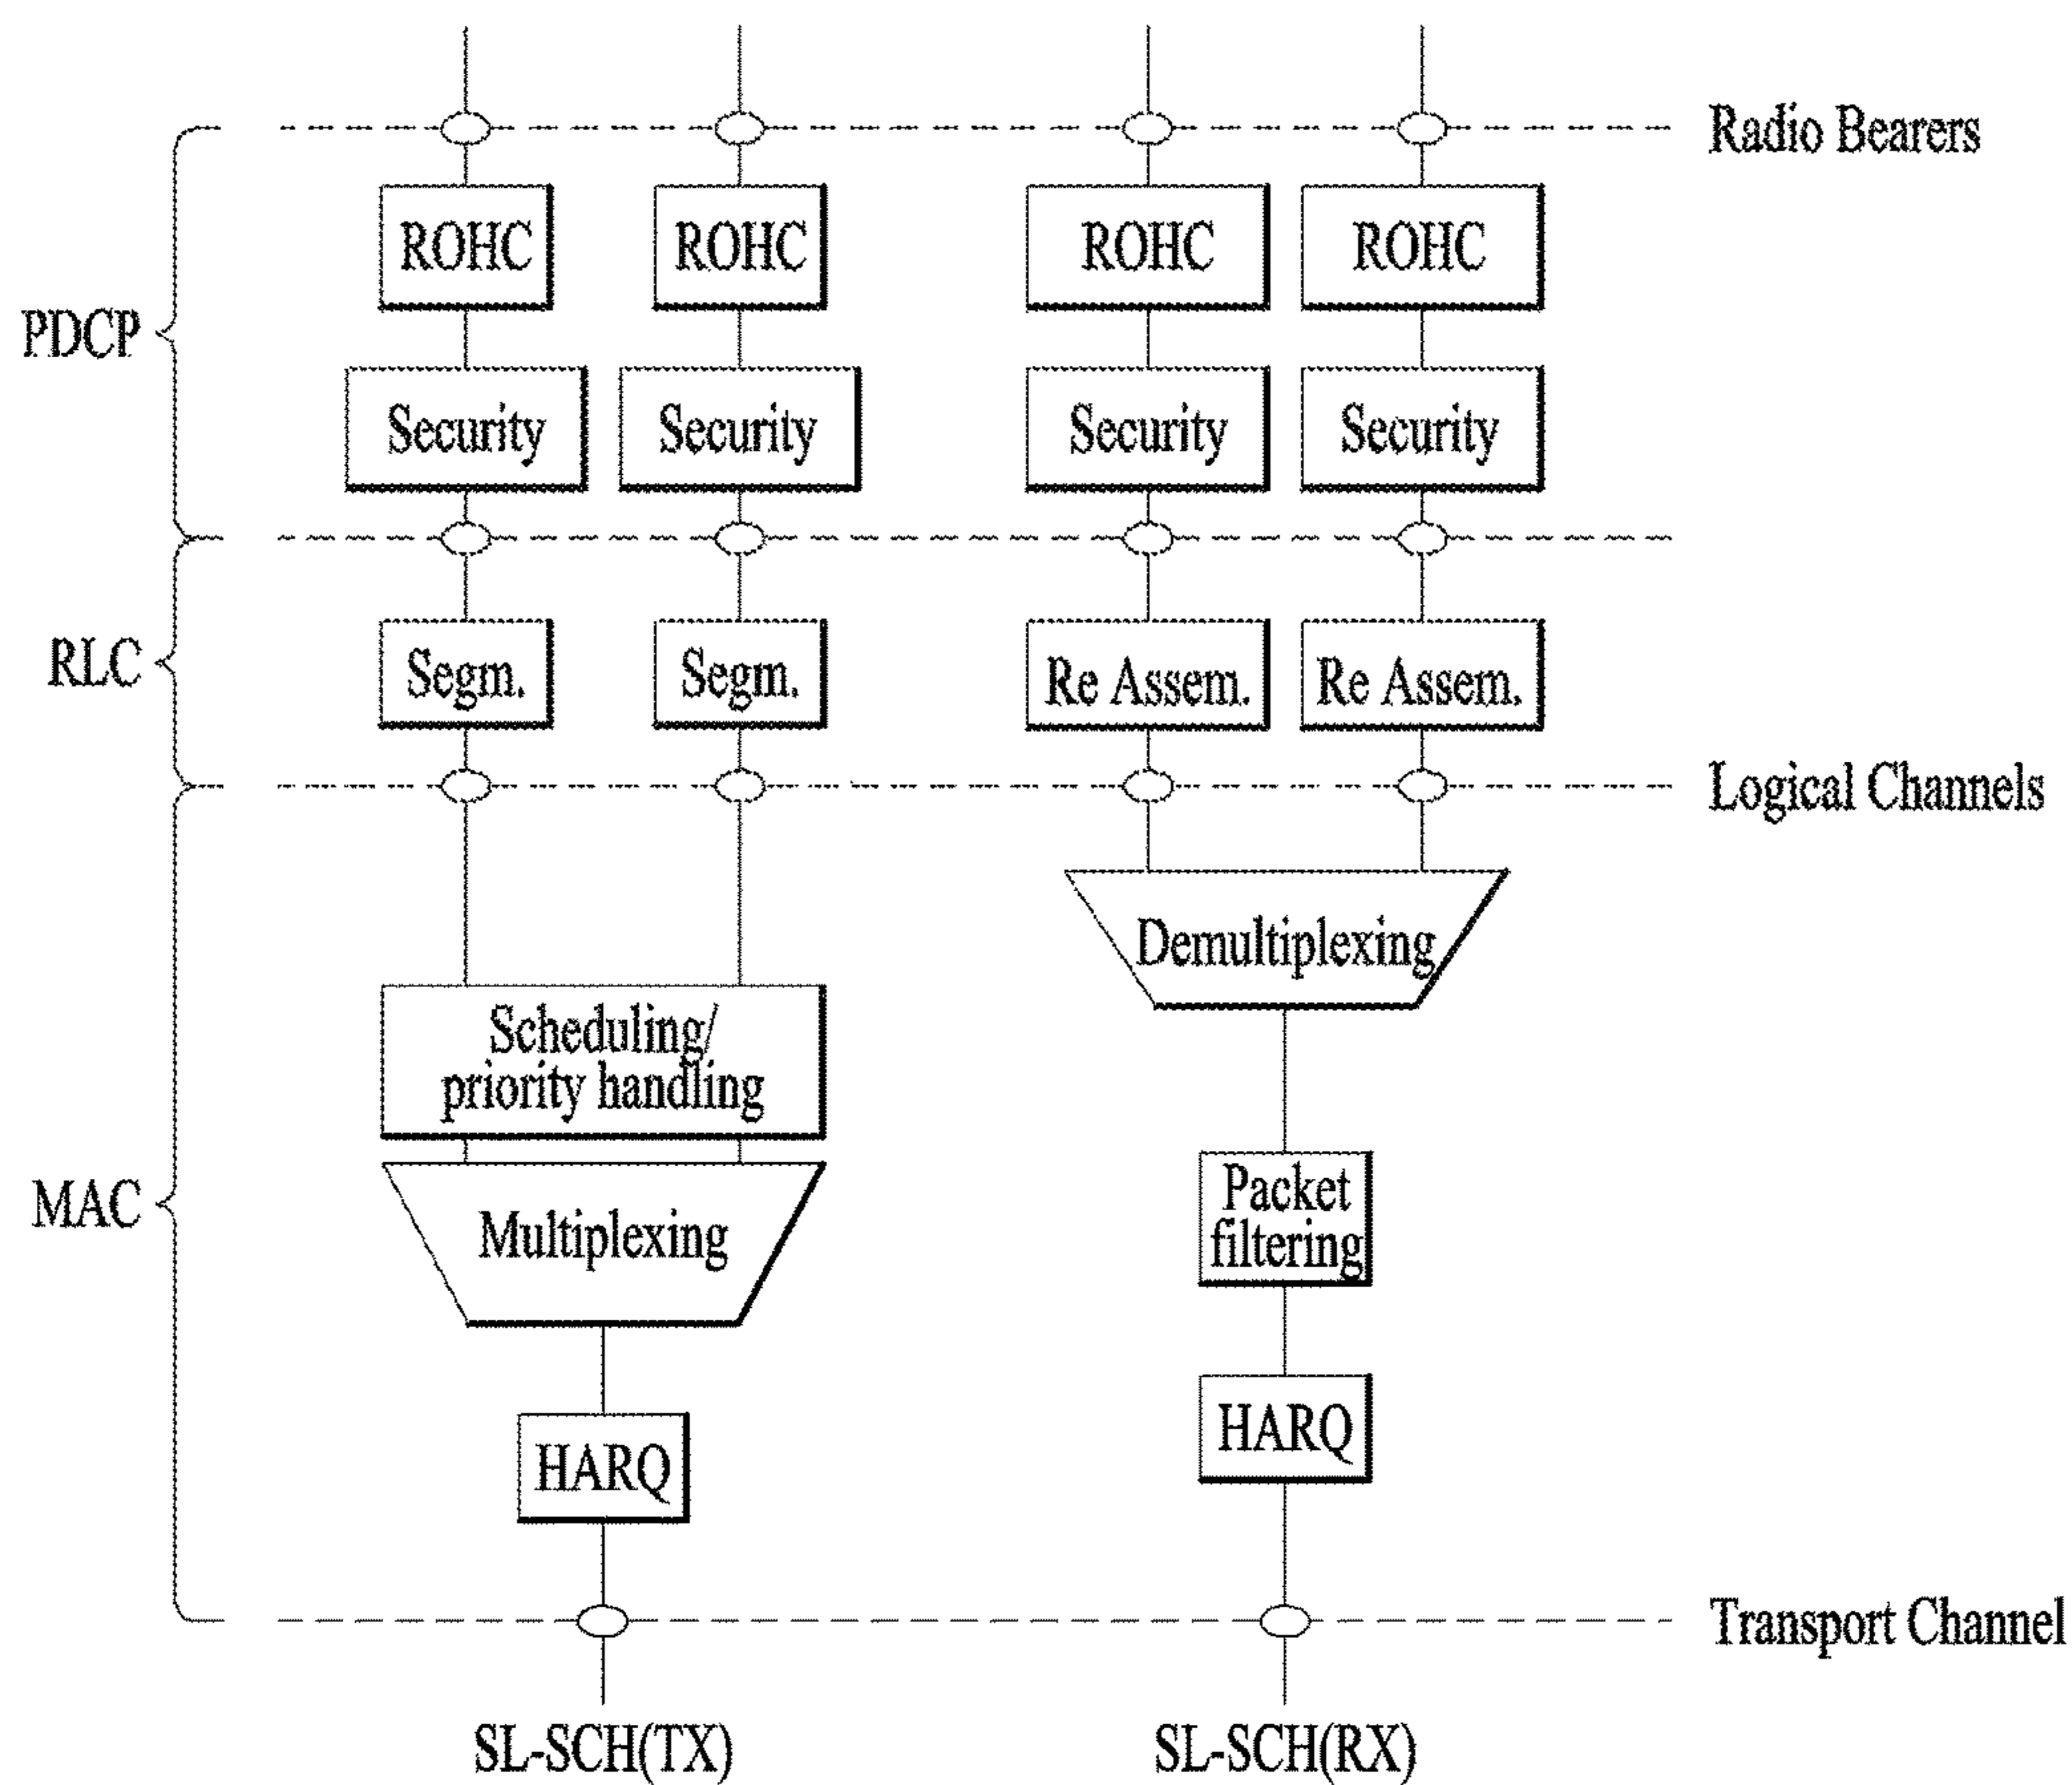 Radio Bearers
ROHC
ROHC
ROHC
ROHC
PDCP
Security
Security
Security
Security
RLC
Segm.
Segm.
Re Assem.
Re Assem.
Logical Channels
Demultiplexing
Scheduling/
priority handling
MAC
Multiplexing
Packet
filtering
HARQ
HARQ
Transport Channel
SL-SCH(TX)
SL-SCH(RX)